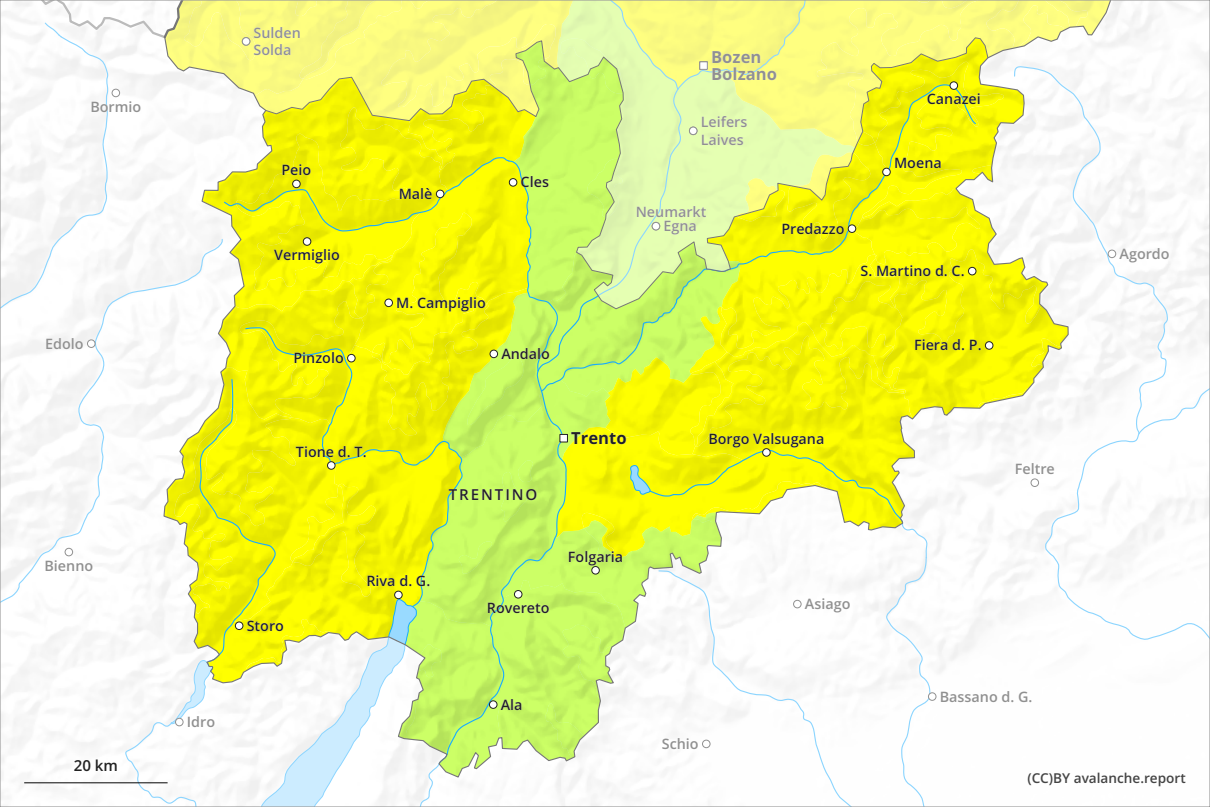 Sulden
Solda
Bozen
Bolzano
Bormio
Canazei
Leifers
Laives
Peio
Moena
Malè
Cles
Neumarkt
Egna
Predazzo
Vermiglio
Agordo
S. Martino d. C.
M. Campiglio
Edolo
Fiera d. P.
Pinzolo
Andalo
Trento
Borgo Valsugana
Tione d. T.
Feltre
TRENTINO
Bienno
Folgaria
Riva d. G.
Rovereto
Asiago
Storo
Ala
Bassano d. G.
Idro
Schio
20 km
(CC)BY avalanche.report